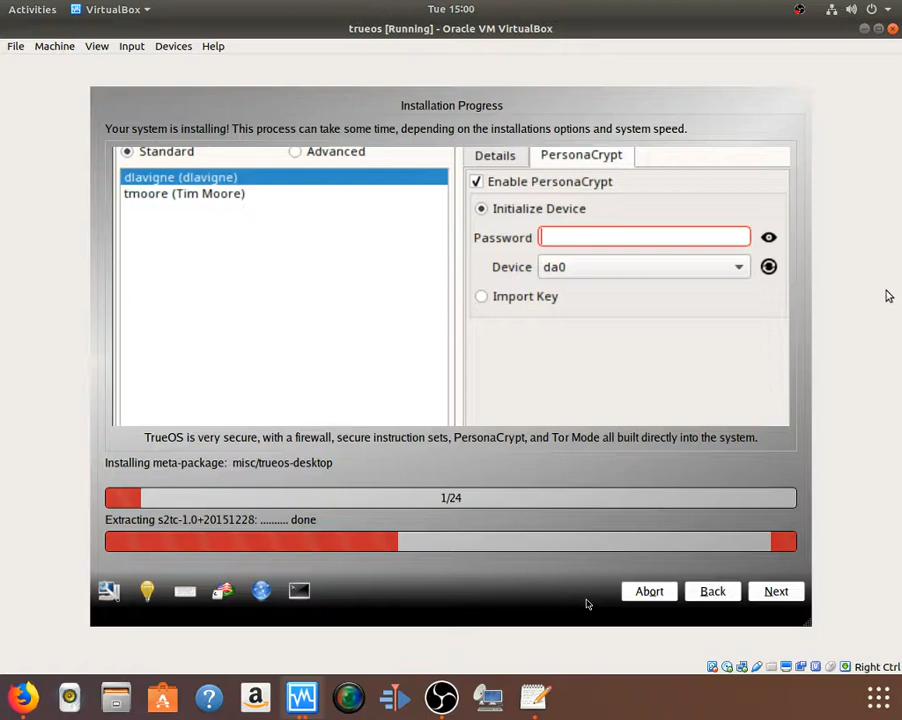 Activities VirtualBox Tue 15:00
trueos [Running] - Oracle VM VirtualBox
File Machine View Input Devices Help
Installation Progress
Your system is installing! This process can take some time, depending on the installations options and system speed.
Standard Advanced
dlavigne (dlavigne)
tmoore (Tim Moore)
Details PersonaCrypt
Enable PersonaCrypt
Initialize Device
Password
Device da0
Import Key
TrueOS is very secure, with a firewall, secure instruction sets, PersonaCrypt, and Tor Mode all built directly into the system.
Installing meta-package: misc/trueos-desktop
1/24
Extracting s2tc-1.0+20151228: .......... done
Abort Back Next
Right Ctrl